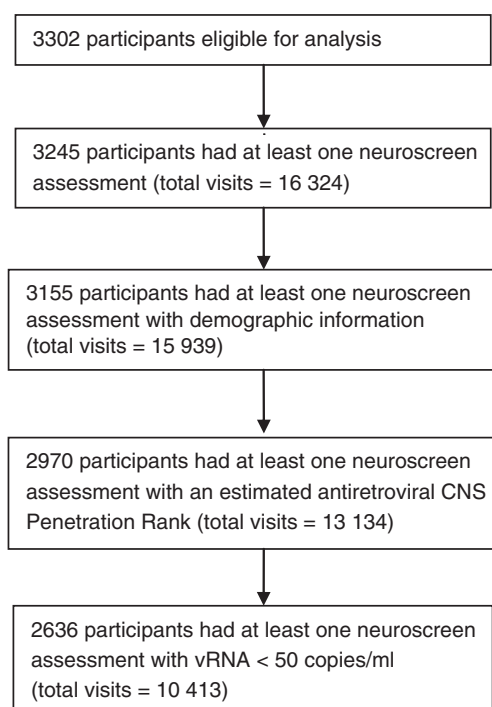 3302 participants eligible for analysis
3245 participants had at least one neuroscreen
assessment (total visits = 16 324)
3155 participants had at least one neuroscreen
assessment with demographic information
(total visits = 15 939)
2970 participants had at least one neuroscreen
assessment with an estimated antiretroviral CNS
Penetration Rank (total visits = 13 134)
2636 participants had at least one neuroscreen
assessment with vRNA < 50 copies/ml
(total visits = 10 413)